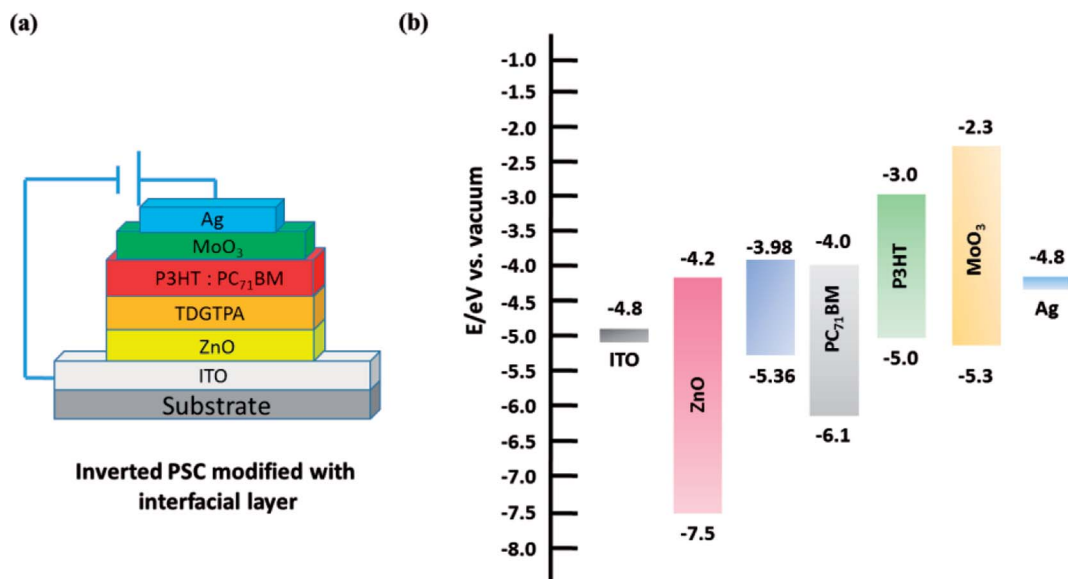 (a)
Ag
MoO₃
P3HT : PC₇₁BM
TDGTPA
ZnO
ITO
Substrate
Inverted PSC modified with
interfacial layer
(b)
E/eV vs. vacuum
-1.0
-1.5
-2.0
-2.5
-3.0
-3.5
-4.0
-4.5
-5.0
-5.5
-6.0
-6.5
-7.0
-7.5
-8.0
-4.8
ITO
-4.2
ZnO
-7.5
-3.98
-5.36
-4.0
PC₇₁BM
-6.1
-3.0
P3HT
-5.0
-2.3
MoO₃
-5.3
-4.8
Ag